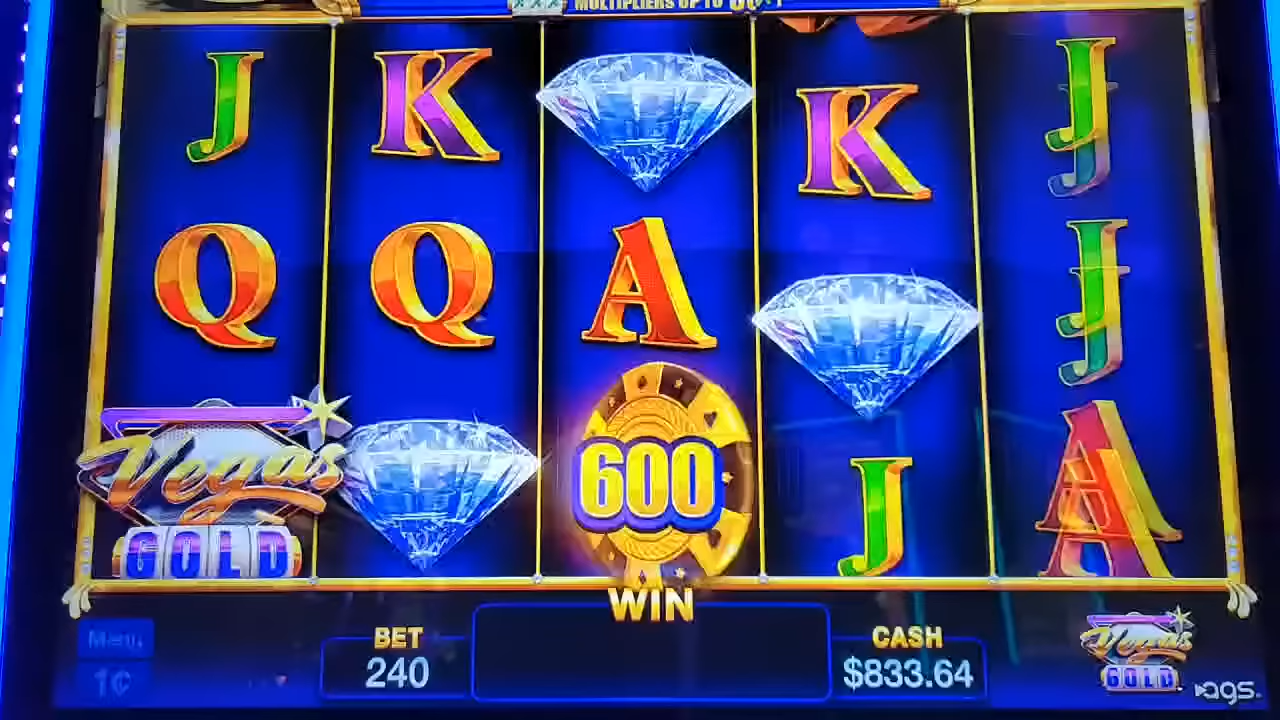 MULTIPLIERS UP TO
J K K J
Q Q A J
Vegas GOLD 600 J A
WIN
Menu
BET
CASH
1¢
240
$833.64
Vegas GOLD
ags.